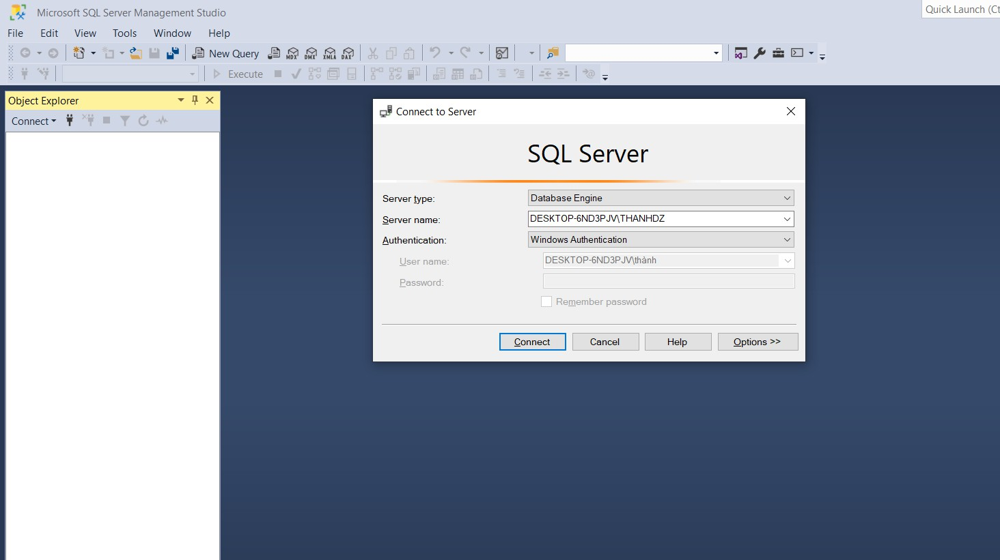 Microsoft SQL Server Management Studio
Quick Launch (Ct
File Edit View Tools Window Help
New Query MDX DMX XMLA DAX
Execute
Object Explorer
Connect
Connect to Server
SQL Server
Server type: Database Engine
Server name: DESKTOP-6ND3PJV\THANHDZ
Authentication: Windows Authentication
User name: DESKTOP-6ND3PJV\thành
Password:
Remember password
Connect Cancel Help Options >>